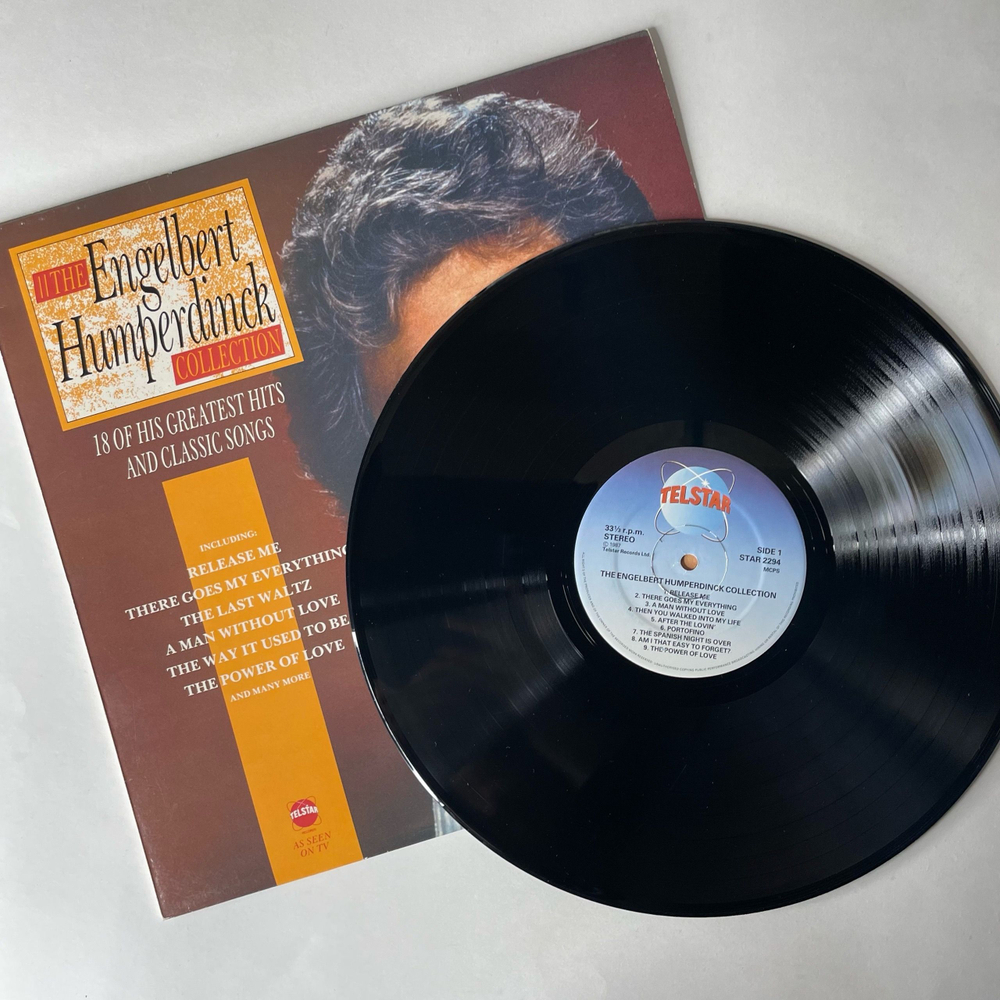 THE
Engelbert
Humperdinck
COLLECTION
18 OF HIS GREATEST HITS
AND CLASSIC SONGS
INCLUDING:
RELEASE ME
THERE GOES MY EVERYTHING
THE LAST WALTZ
A MAN WITHOUT LOVE
THE WAY IT USED TO BE
THE POWER OF LOVE
AND MANY MORE
TELSTAR
AS SEEN
ON TV
TELSTAR
33⅓ r.p.m.
STEREO
℗ 1987
Telstar Records Ltd.
SIDE 1
STAR 2294
MCPS
THE ENGELBERT HUMPERDINCK COLLECTION
1. RELEASE ME
2. THERE GOES MY EVERYTHING
3. A MAN WITHOUT LOVE
4. THEN YOU WALKED INTO MY LIFE
5. AFTER THE LOVIN'
6. PORTOFINO
7. THE SPANISH NIGHT IS OVER
8. AM I THAT EASY TO FORGET?
9. THE POWER OF LOVE